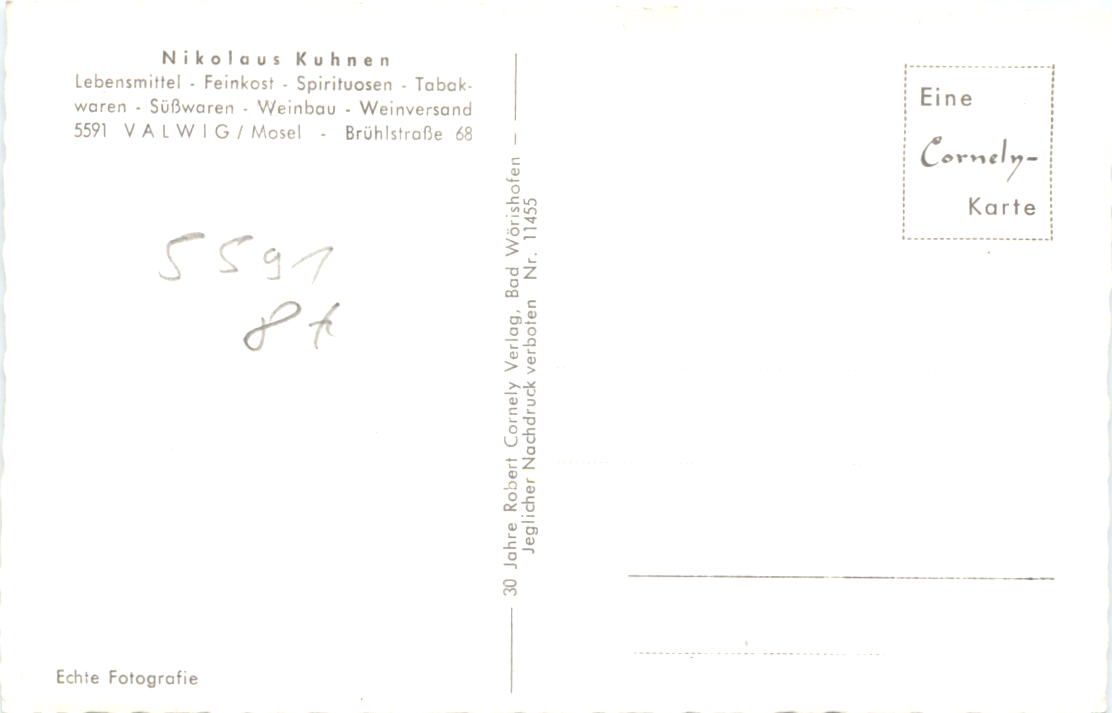 Nikolaus Kuhnen
Lebensmittel - Feinkost - Spirituosen - Tabak-
waren - Süßwaren - Weinbau - Weinversand
5591 VALWIG / Mosel - Brühlstraße 68
5591
8
Echte Fotografie
30 Jahre Robert Cornely Verlag, Bad Wörishofen
Jeglicher Nachdruck verboten Nr. 11455
Eine
Cornely-
Karte